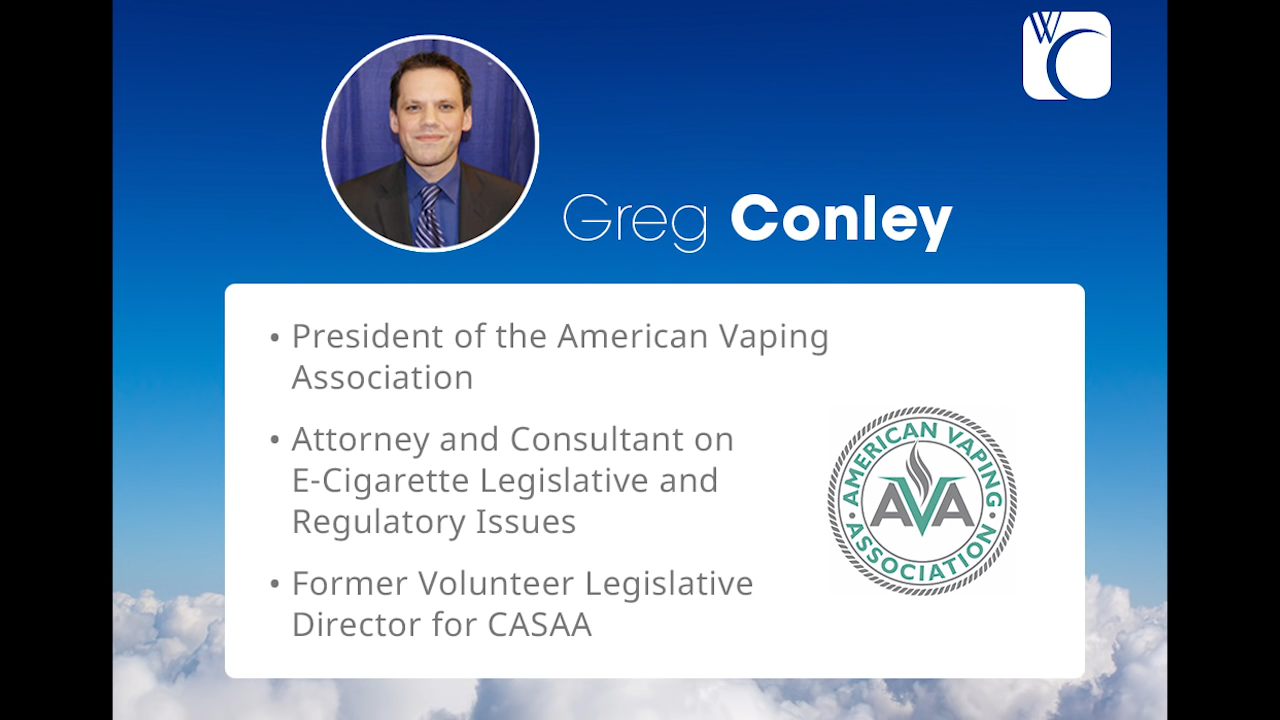 WC
Greg Conley
• President of the American Vaping
Association
• Attorney and Consultant on
E-Cigarette Legislative and
Regulatory Issues
• Former Volunteer Legislative
Director for CASAA
AMERICAN VAPING
AVA
ASSOCIATION